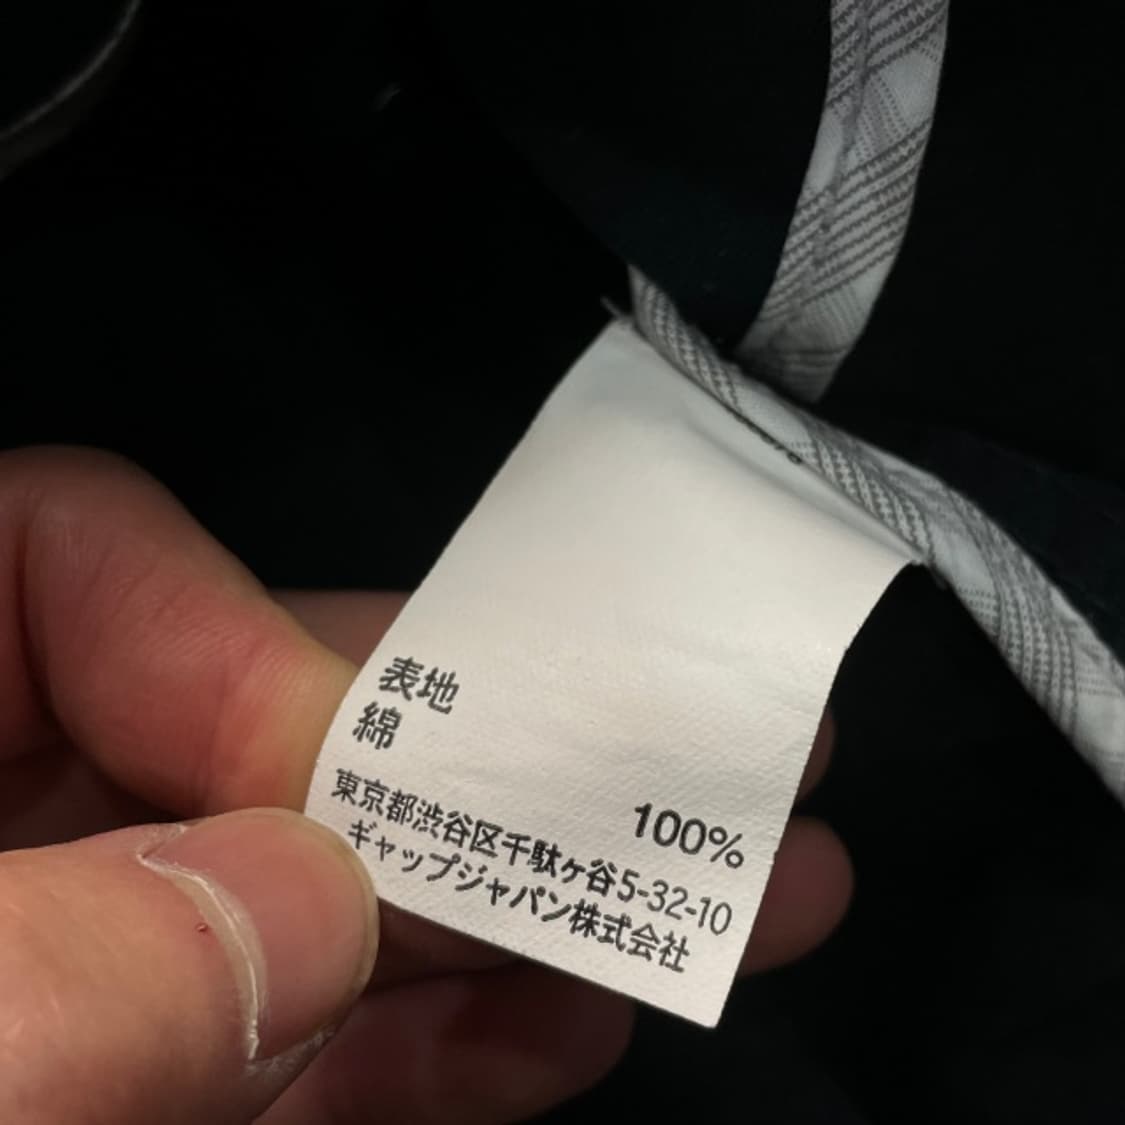 表地
綿 100%
東京都渋谷区千駄ヶ谷5-32-10
ギャップジャパン株式会社